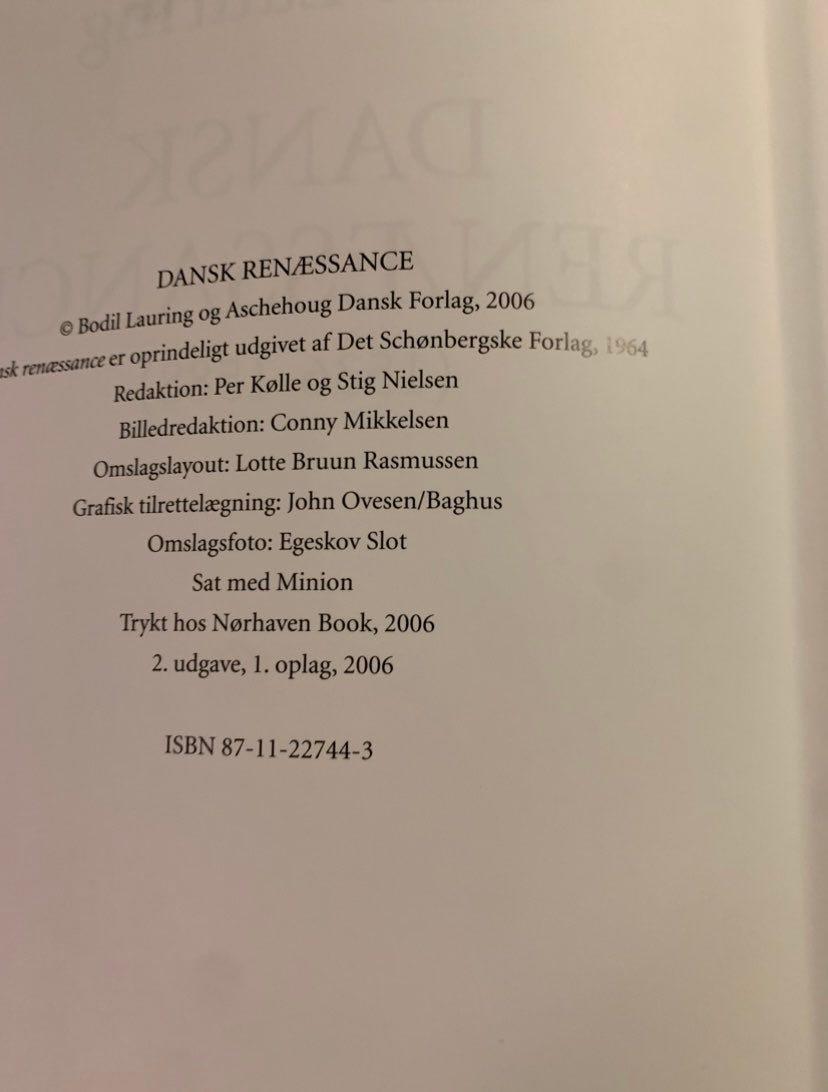 DANSK RENÆSSANCE
© Bodil Lauring og Aschehoug Dansk Forlag, 2006
renæssance er oprindeligt udgivet af Det Schønbergske Forlag, 1964
Redaktion: Per Kølle og Stig Nielsen
Billedredaktion: Conny Mikkelsen
Omslagslayout: Lotte Bruun Rasmussen
Grafisk tilrettelægning: John Ovesen/Baghus
Omslagsfoto: Egeskov Slot
Sat med Minion
Trykt hos Nørhaven Book, 2006
2. udgave, 1. oplag, 2006
ISBN 87-11-22744-3